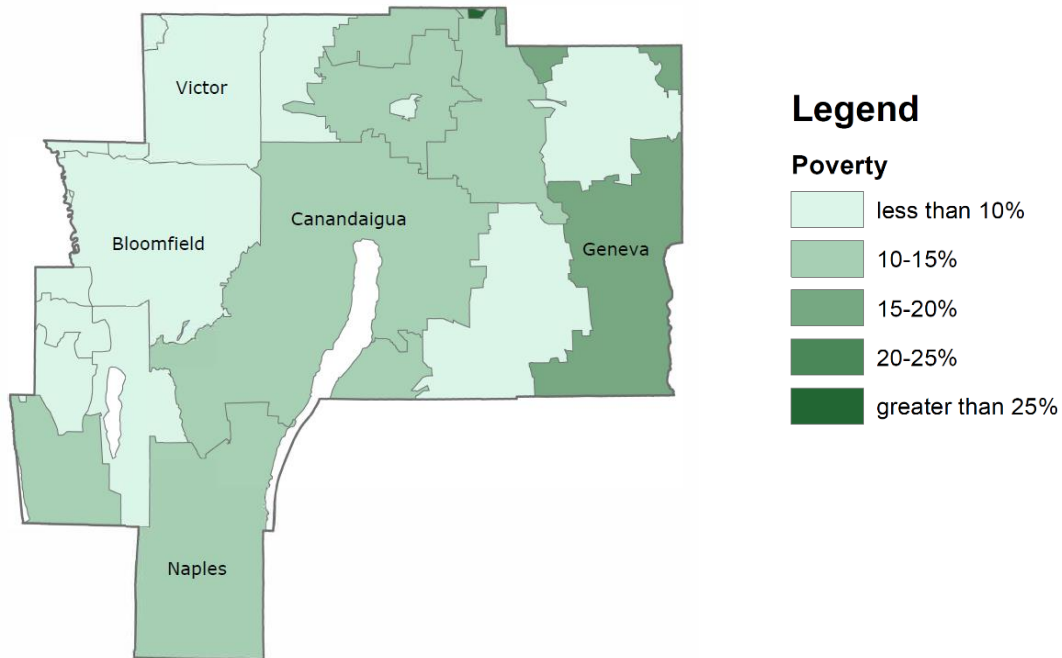 Victor
Bloomfield
Canandaigua
Geneva
Naples
Legend
Poverty
less than 10%
10-15%
15-20%
20-25%
greater than 25%